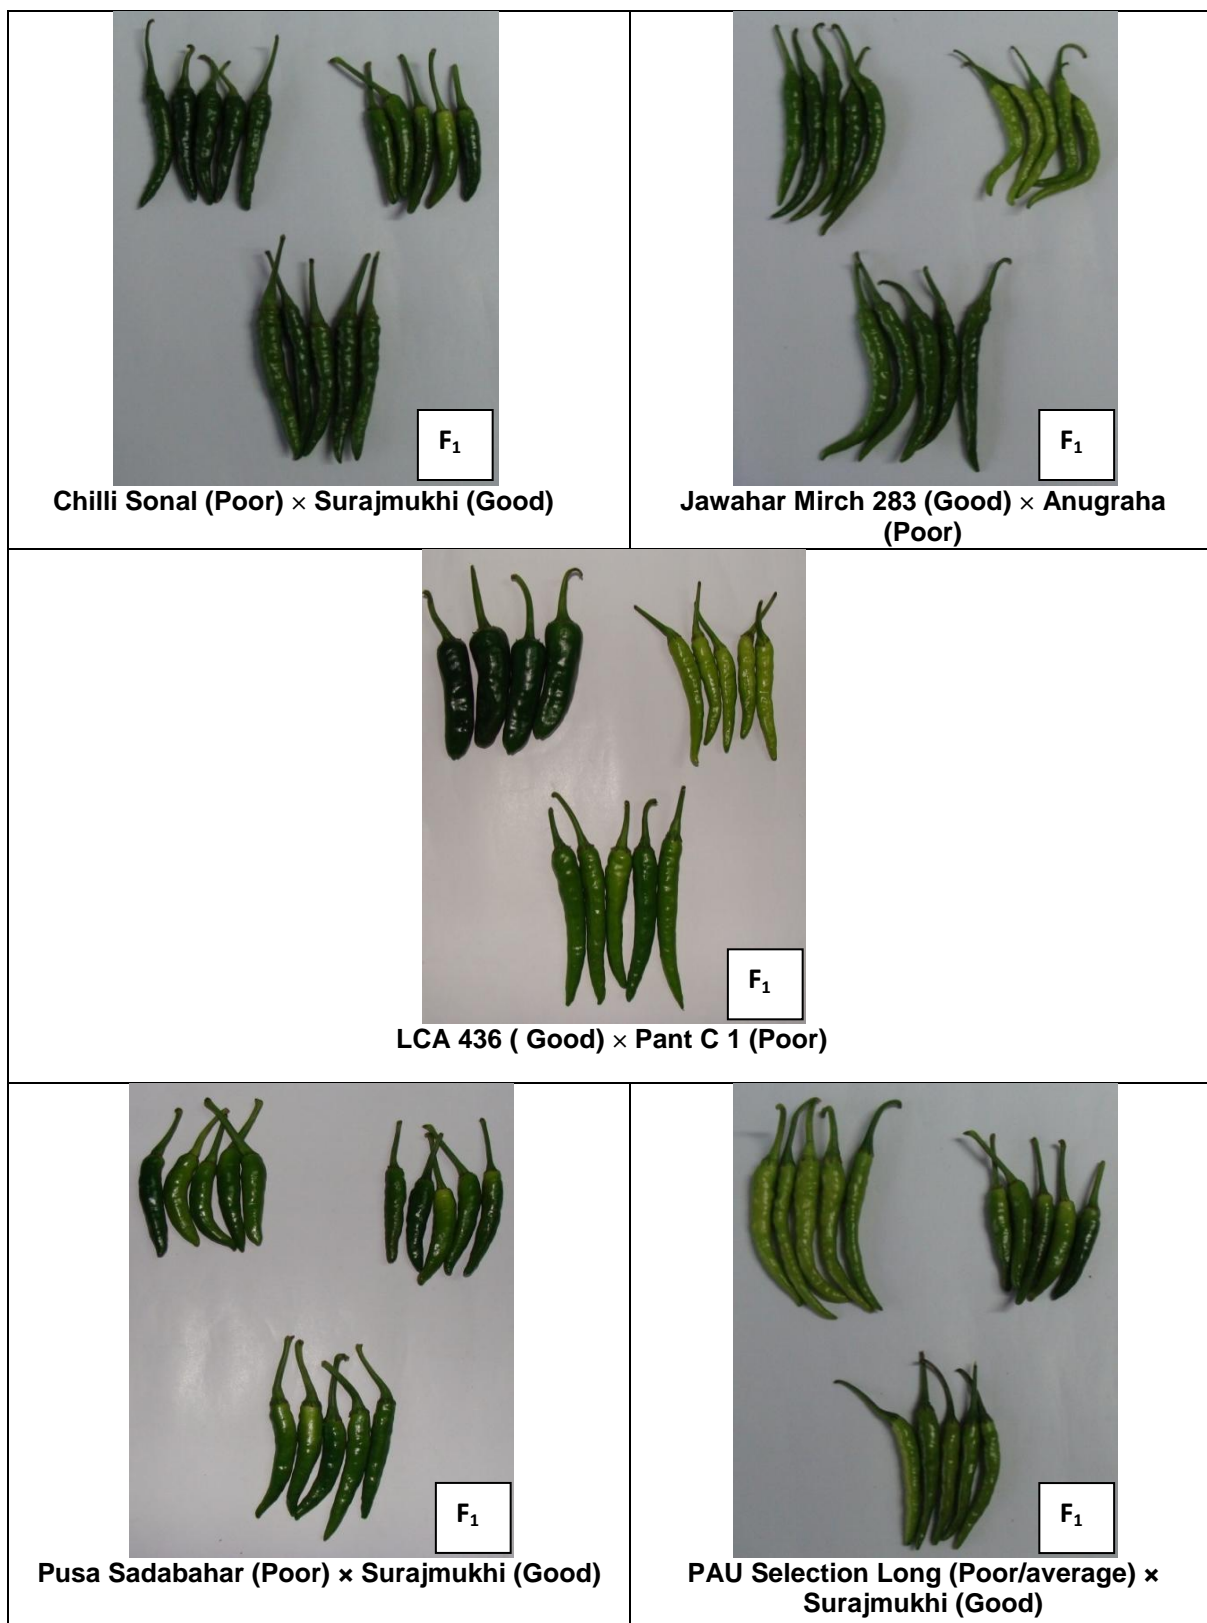 F₁
F₁
Chilli Sonal (Poor) × Surajmukhi (Good)
Jawahar Mirch 283 (Good) × Anugraha
(Poor)
F₁
LCA 436 ( Good) × Pant C 1 (Poor)
F₁
F₁
Pusa Sadabahar (Poor) × Surajmukhi (Good)
PAU Selection Long (Poor/average) ×
Surajmukhi (Good)